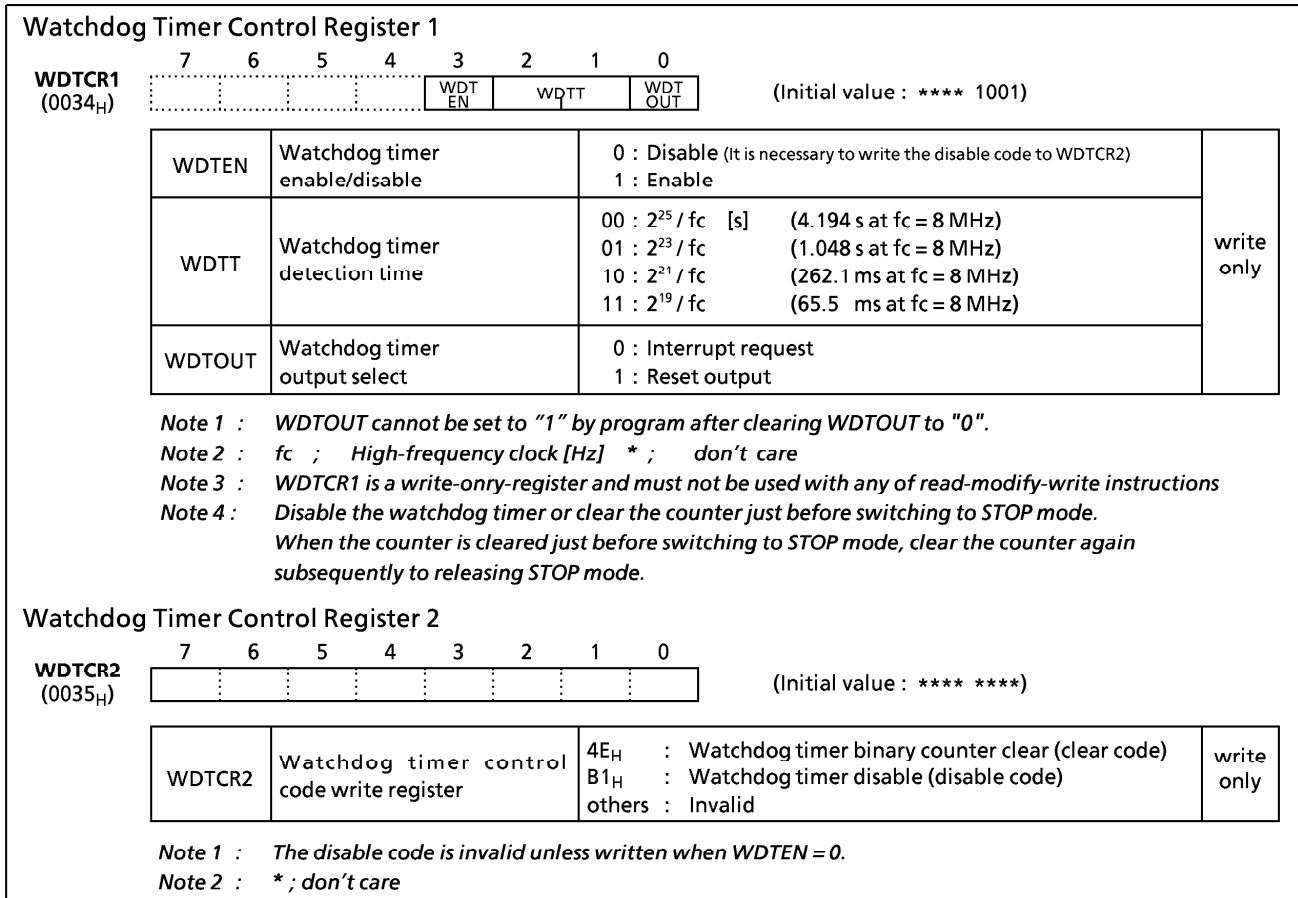 Watchdog Timer Control Register 1
7 6 5 4 3 2 1 0
WDTCR1
(0034H)
WDT EN
WDTT
WDT OUT
(Initial value : **** 1001)
WDTEN
Watchdog timer
enable/disable
0 : Disable (It is necessary to write the disable code to WDTCR2)
1 : Enable
WDTT
Watchdog timer
detection time
00 : 2²⁵ / fc [s] (4.194 s at fc = 8 MHz)
01 : 2²³ / fc (1.048 s at fc = 8 MHz)
10 : 2²¹ / fc (262.1 ms at fc = 8 MHz)
11 : 2¹⁹ / fc (65.5 ms at fc = 8 MHz)
write
only
WDTOUT
Watchdog timer
output select
0 : Interrupt request
1 : Reset output
Note 1 : WDTOUT cannot be set to "1" by program after clearing WDTOUT to "0".
Note 2 : fc ; High-frequency clock [Hz] * ; don't care
Note 3 : WDTCR1 is a write-onry-register and must not be used with any of read-modify-write instructions
Note 4 : Disable the watchdog timer or clear the counter just before switching to STOP mode.
When the counter is cleared just before switching to STOP mode, clear the counter again
subsequently to releasing STOP mode.
Watchdog Timer Control Register 2
7 6 5 4 3 2 1 0
WDTCR2
(0035H)
(Initial value : **** ****)
WDTCR2
Watchdog timer control
code write register
4EH : Watchdog timer binary counter clear (clear code)
B1H : Watchdog timer disable (disable code)
others : Invalid
write
only
Note 1 : The disable code is invalid unless written when WDTEN = 0.
Note 2 : * ; don't care